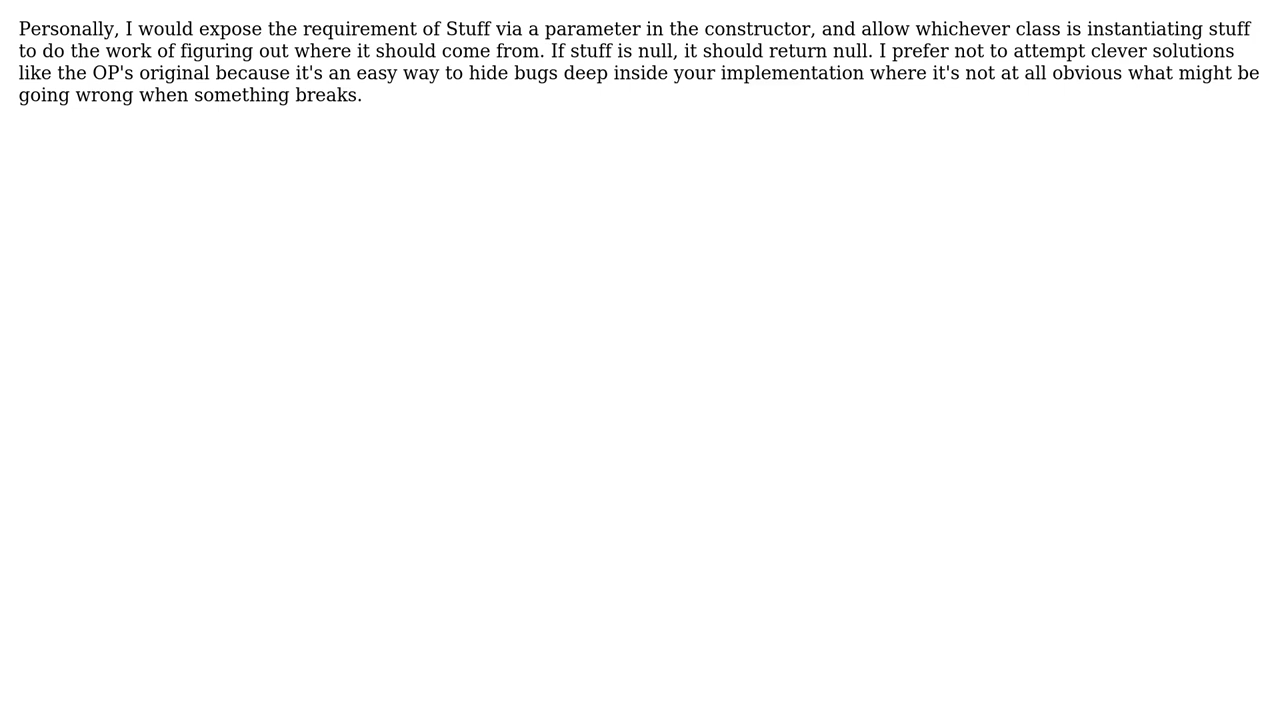 Personally, I would expose the requirement of Stuff via a parameter in the constructor, and allow whichever class is instantiating stuff
to do the work of figuring out where it should come from. If stuff is null, it should return null. I prefer not to attempt clever solutions
like the OP's original because it's an easy way to hide bugs deep inside your implementation where it's not at all obvious what might be
going wrong when something breaks.